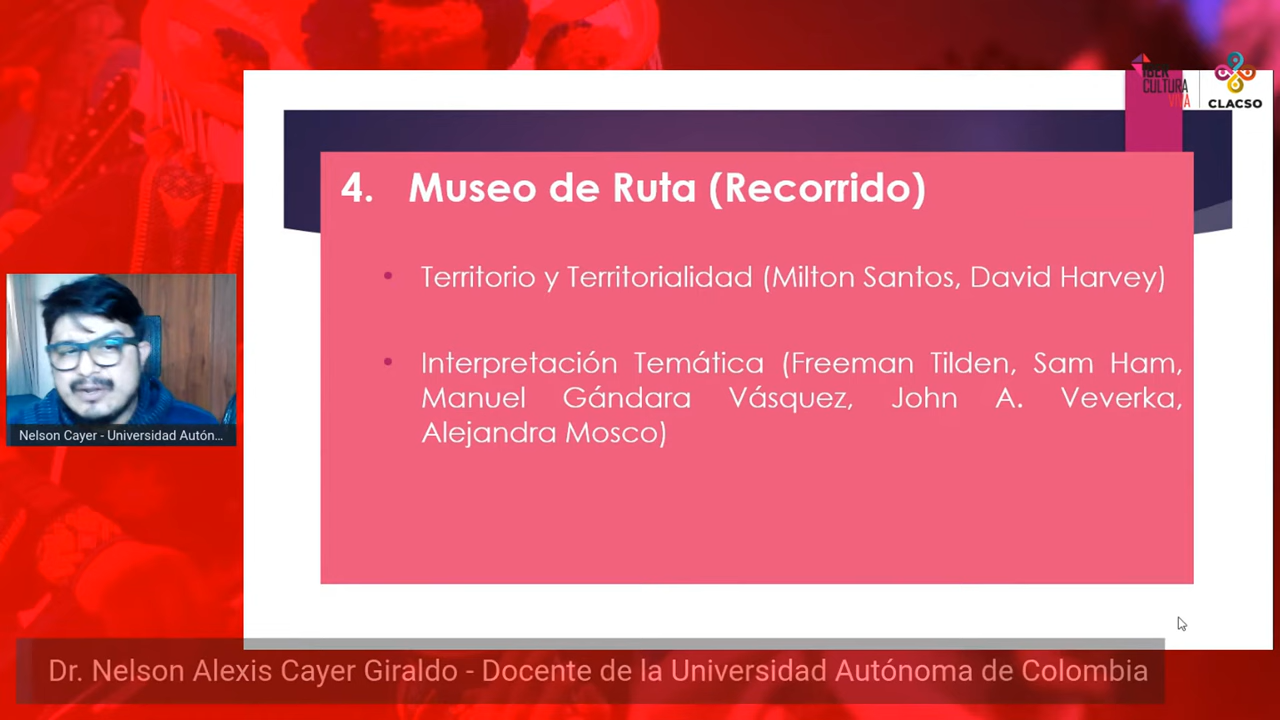 IBER
CULTURA
VIVA
CLACSO
4. Museo de Ruta (Recorrido)
• Territorio y Territorialidad (Milton Santos, David Harvey)
• Interpretación Temática (Freeman Tilden, Sam Ham,
Manuel Gándara Vásquez, John A. Veverka,
Alejandra Mosco)
Nelson Cayer - Universidad Autón...
Dr. Nelson Alexis Cayer Giraldo - Docente de la Universidad Autónoma de Colombia